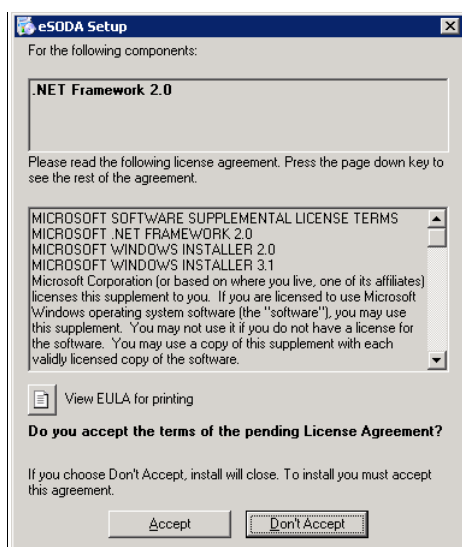 eSODA Setup
For the following components:
.NET Framework 2.0
Please read the following license agreement. Press the page down key to
see the rest of the agreement.
MICROSOFT SOFTWARE SUPPLEMENTAL LICENSE TERMS
MICROSOFT .NET FRAMEWORK 2.0
MICROSOFT WINDOWS INSTALLER 2.0
MICROSOFT WINDOWS INSTALLER 3.1
Microsoft Corporation (or based on where you live, one of its affiliates)
licenses this supplement to you.  If you are licensed to use Microsoft
Windows operating system software (the "software"), you may use
this supplement.  You may not use it if you do not have a license for
the software.  You may use a copy of this supplement with each
validly licensed copy of the software.
View EULA for printing
Do you accept the terms of the pending License Agreement?
If you choose Don't Accept, install will close. To install you must accept
this agreement.
Accept Don't Accept